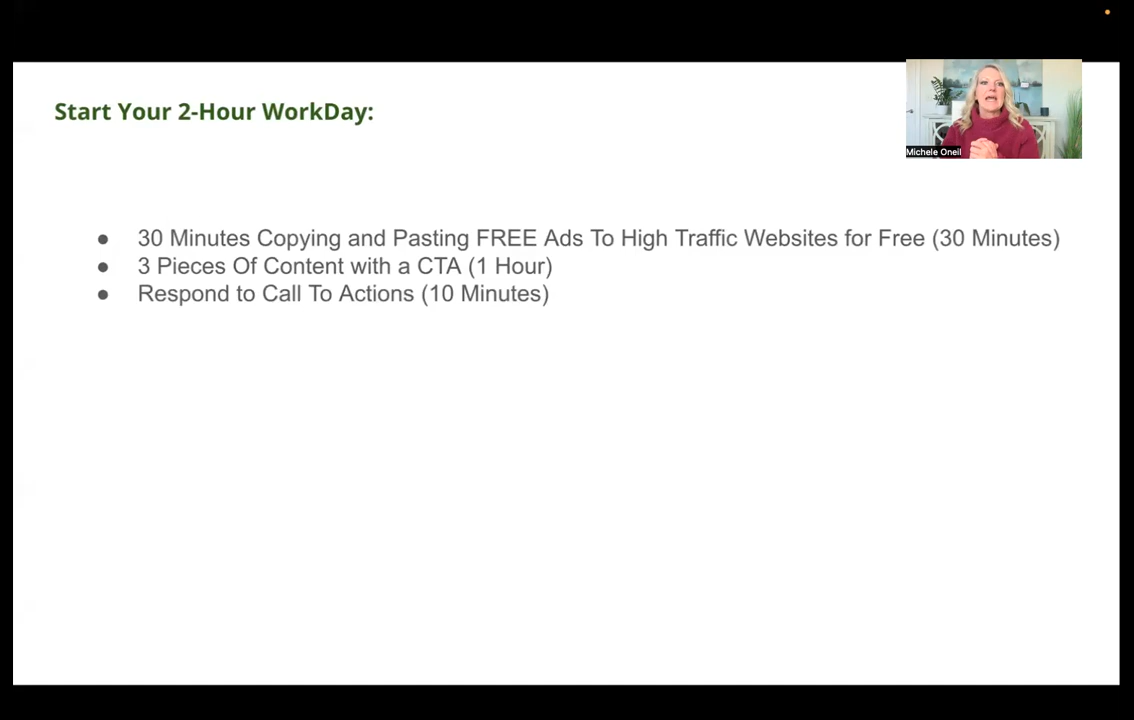 Start Your 2-Hour WorkDay:
Michele Oneil
● 30 Minutes Copying and Pasting FREE Ads To High Traffic Websites for Free (30 Minutes)
● 3 Pieces Of Content with a CTA (1 Hour)
● Respond to Call To Actions (10 Minutes)